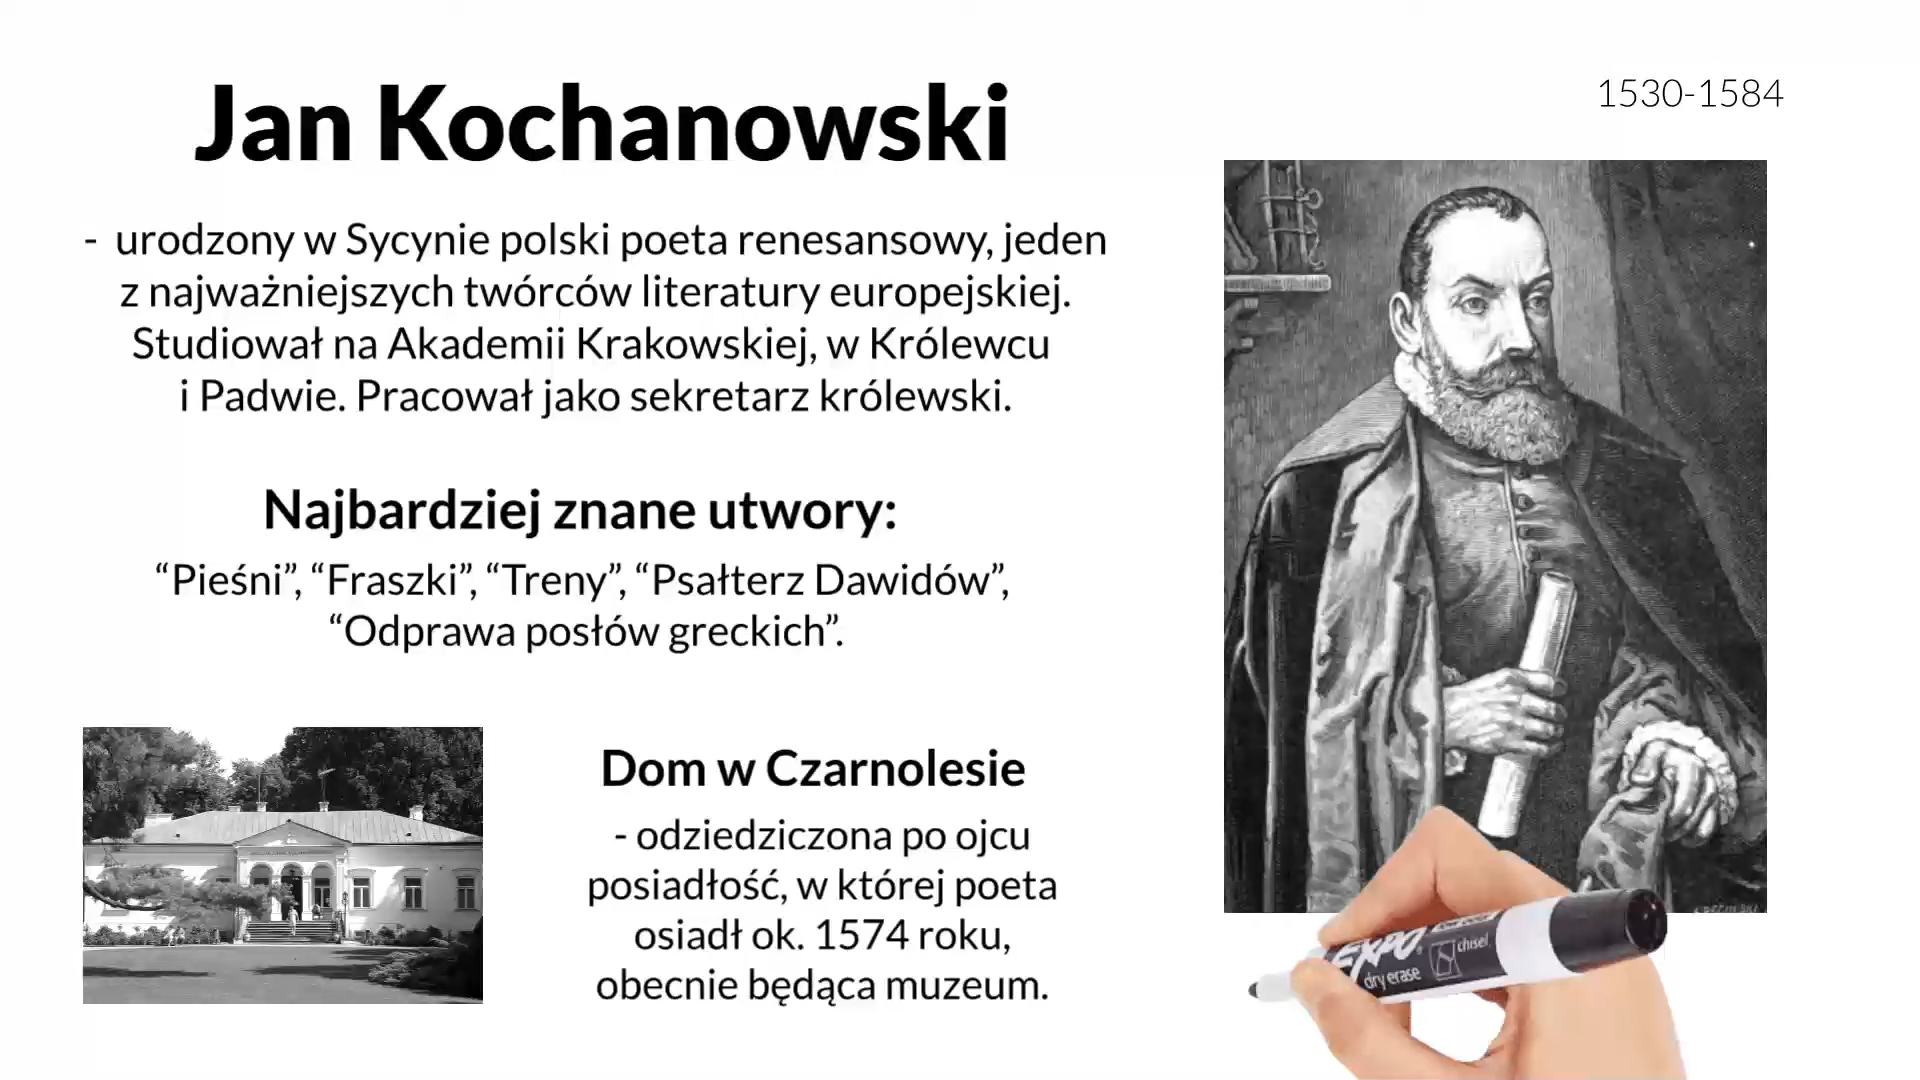 Jan Kochanowski
1530-1584
- urodzony w Sycynie polski poeta renesansowy, jeden
z najważniejszych twórców literatury europejskiej.
Studiował na Akademii Krakowskiej, w Królewcu
i Padwie. Pracował jako sekretarz królewski.
Najbardziej znane utwory:
“Pieśni”, “Fraszki”, “Treny”, “Psałterz Dawidów”,
“Odprawa posłów greckich”.
Dom w Czarnolesie
- odziedziczona po ojcu
posiadłość, w której poeta
osiadł ok. 1574 roku,
obecnie będąca muzeum.
EXPO
dry erase
chisel